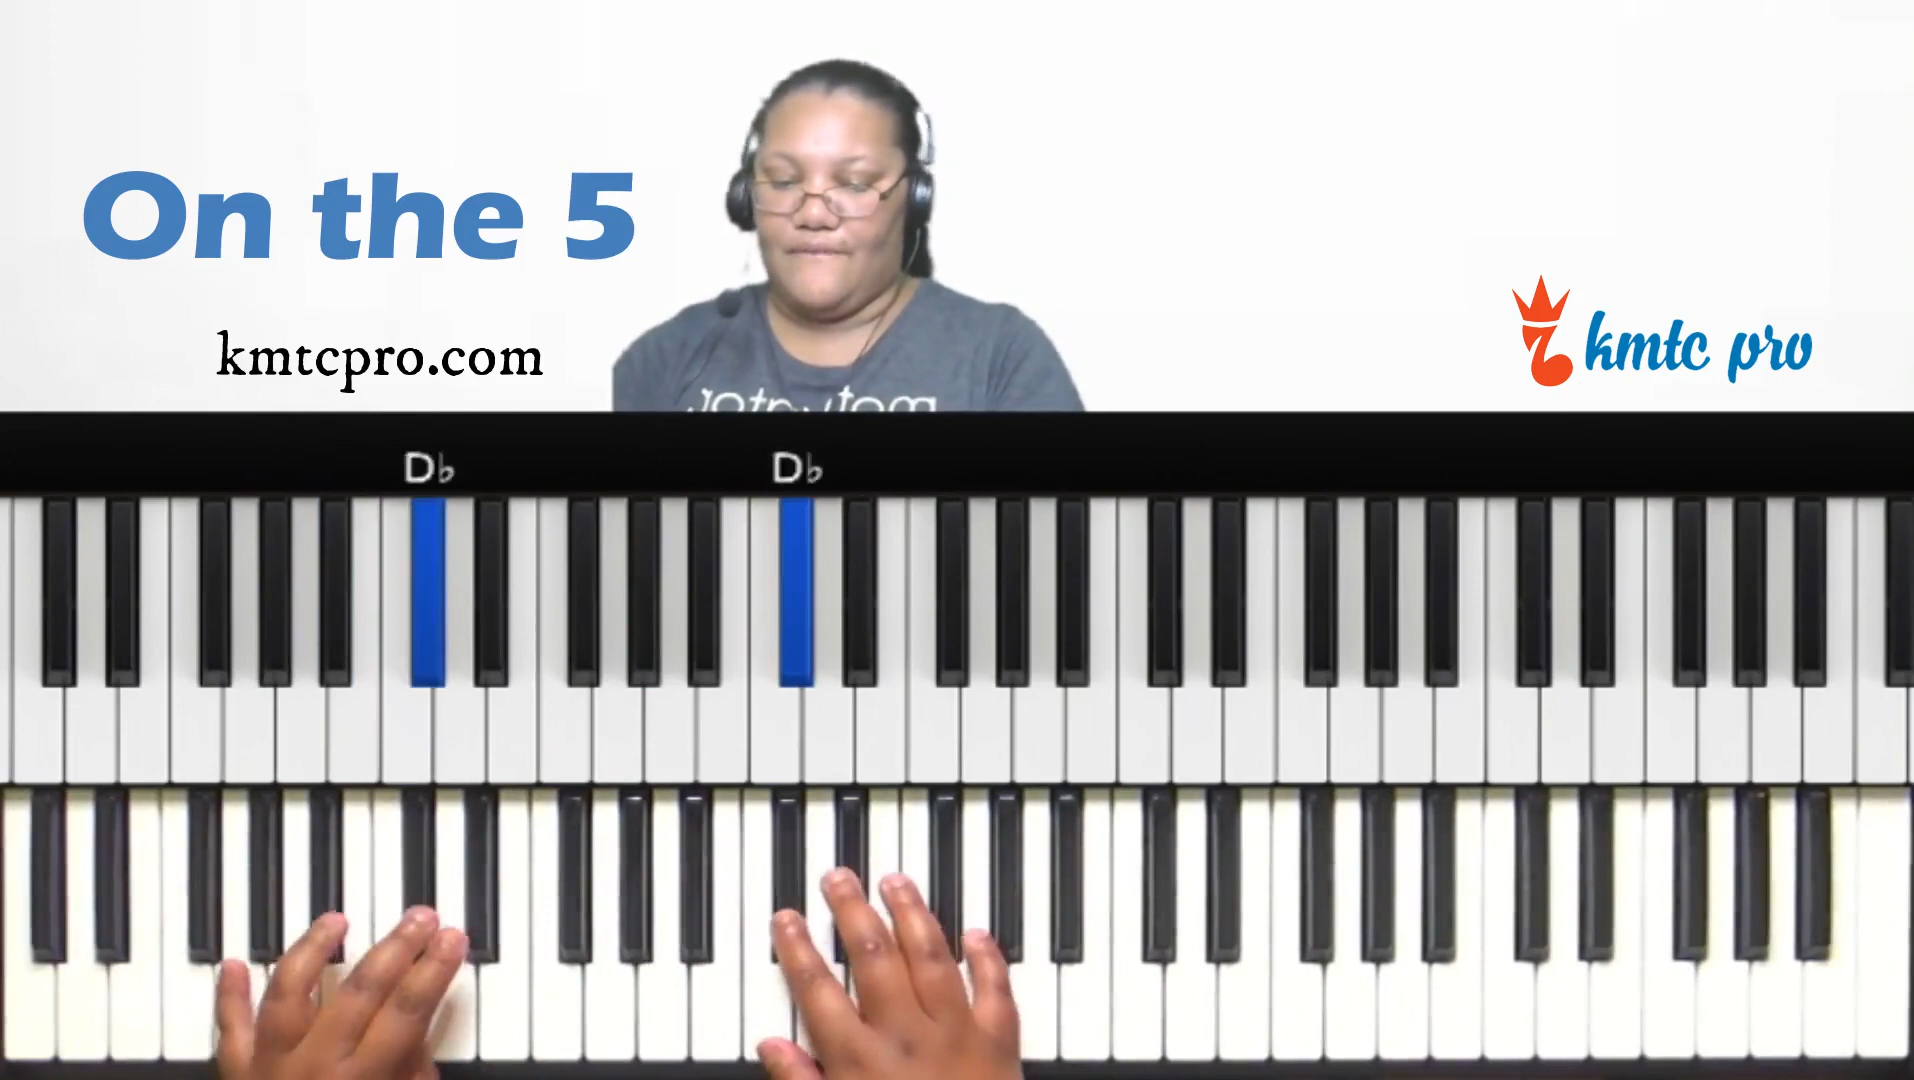 On the 5
kmtcpro.com
kmtc pro
D♭
D♭